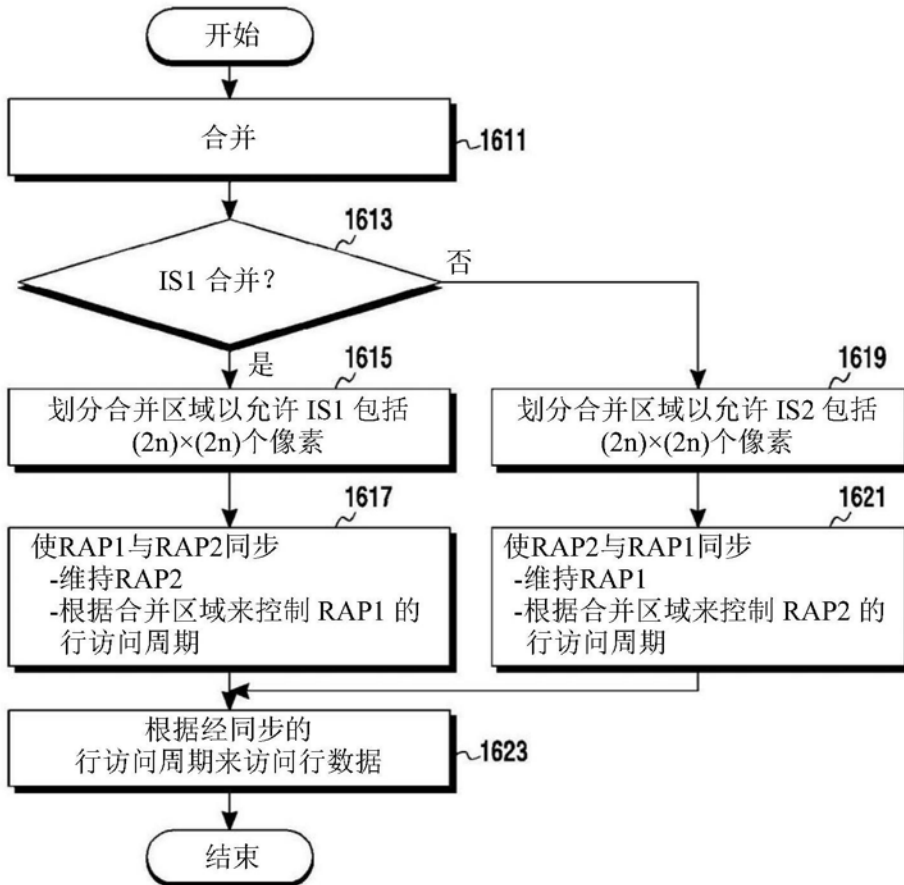 开始
合并
1611
1613
IS1 合并？
否
是
1615
划分合并区域以允许 IS1 包括
(2n)×(2n)个像素
1619
划分合并区域以允许 IS2 包括
(2n)×(2n)个像素
1617
使RAP1与RAP2同步
-维持RAP2
-根据合并区域来控制 RAP1 的
行访问周期
1621
使RAP2与RAP1同步
-维持RAP1
-根据合并区域来控制 RAP2 的
行访问周期
根据经同步的
行访问周期来访问行数据
1623
结束